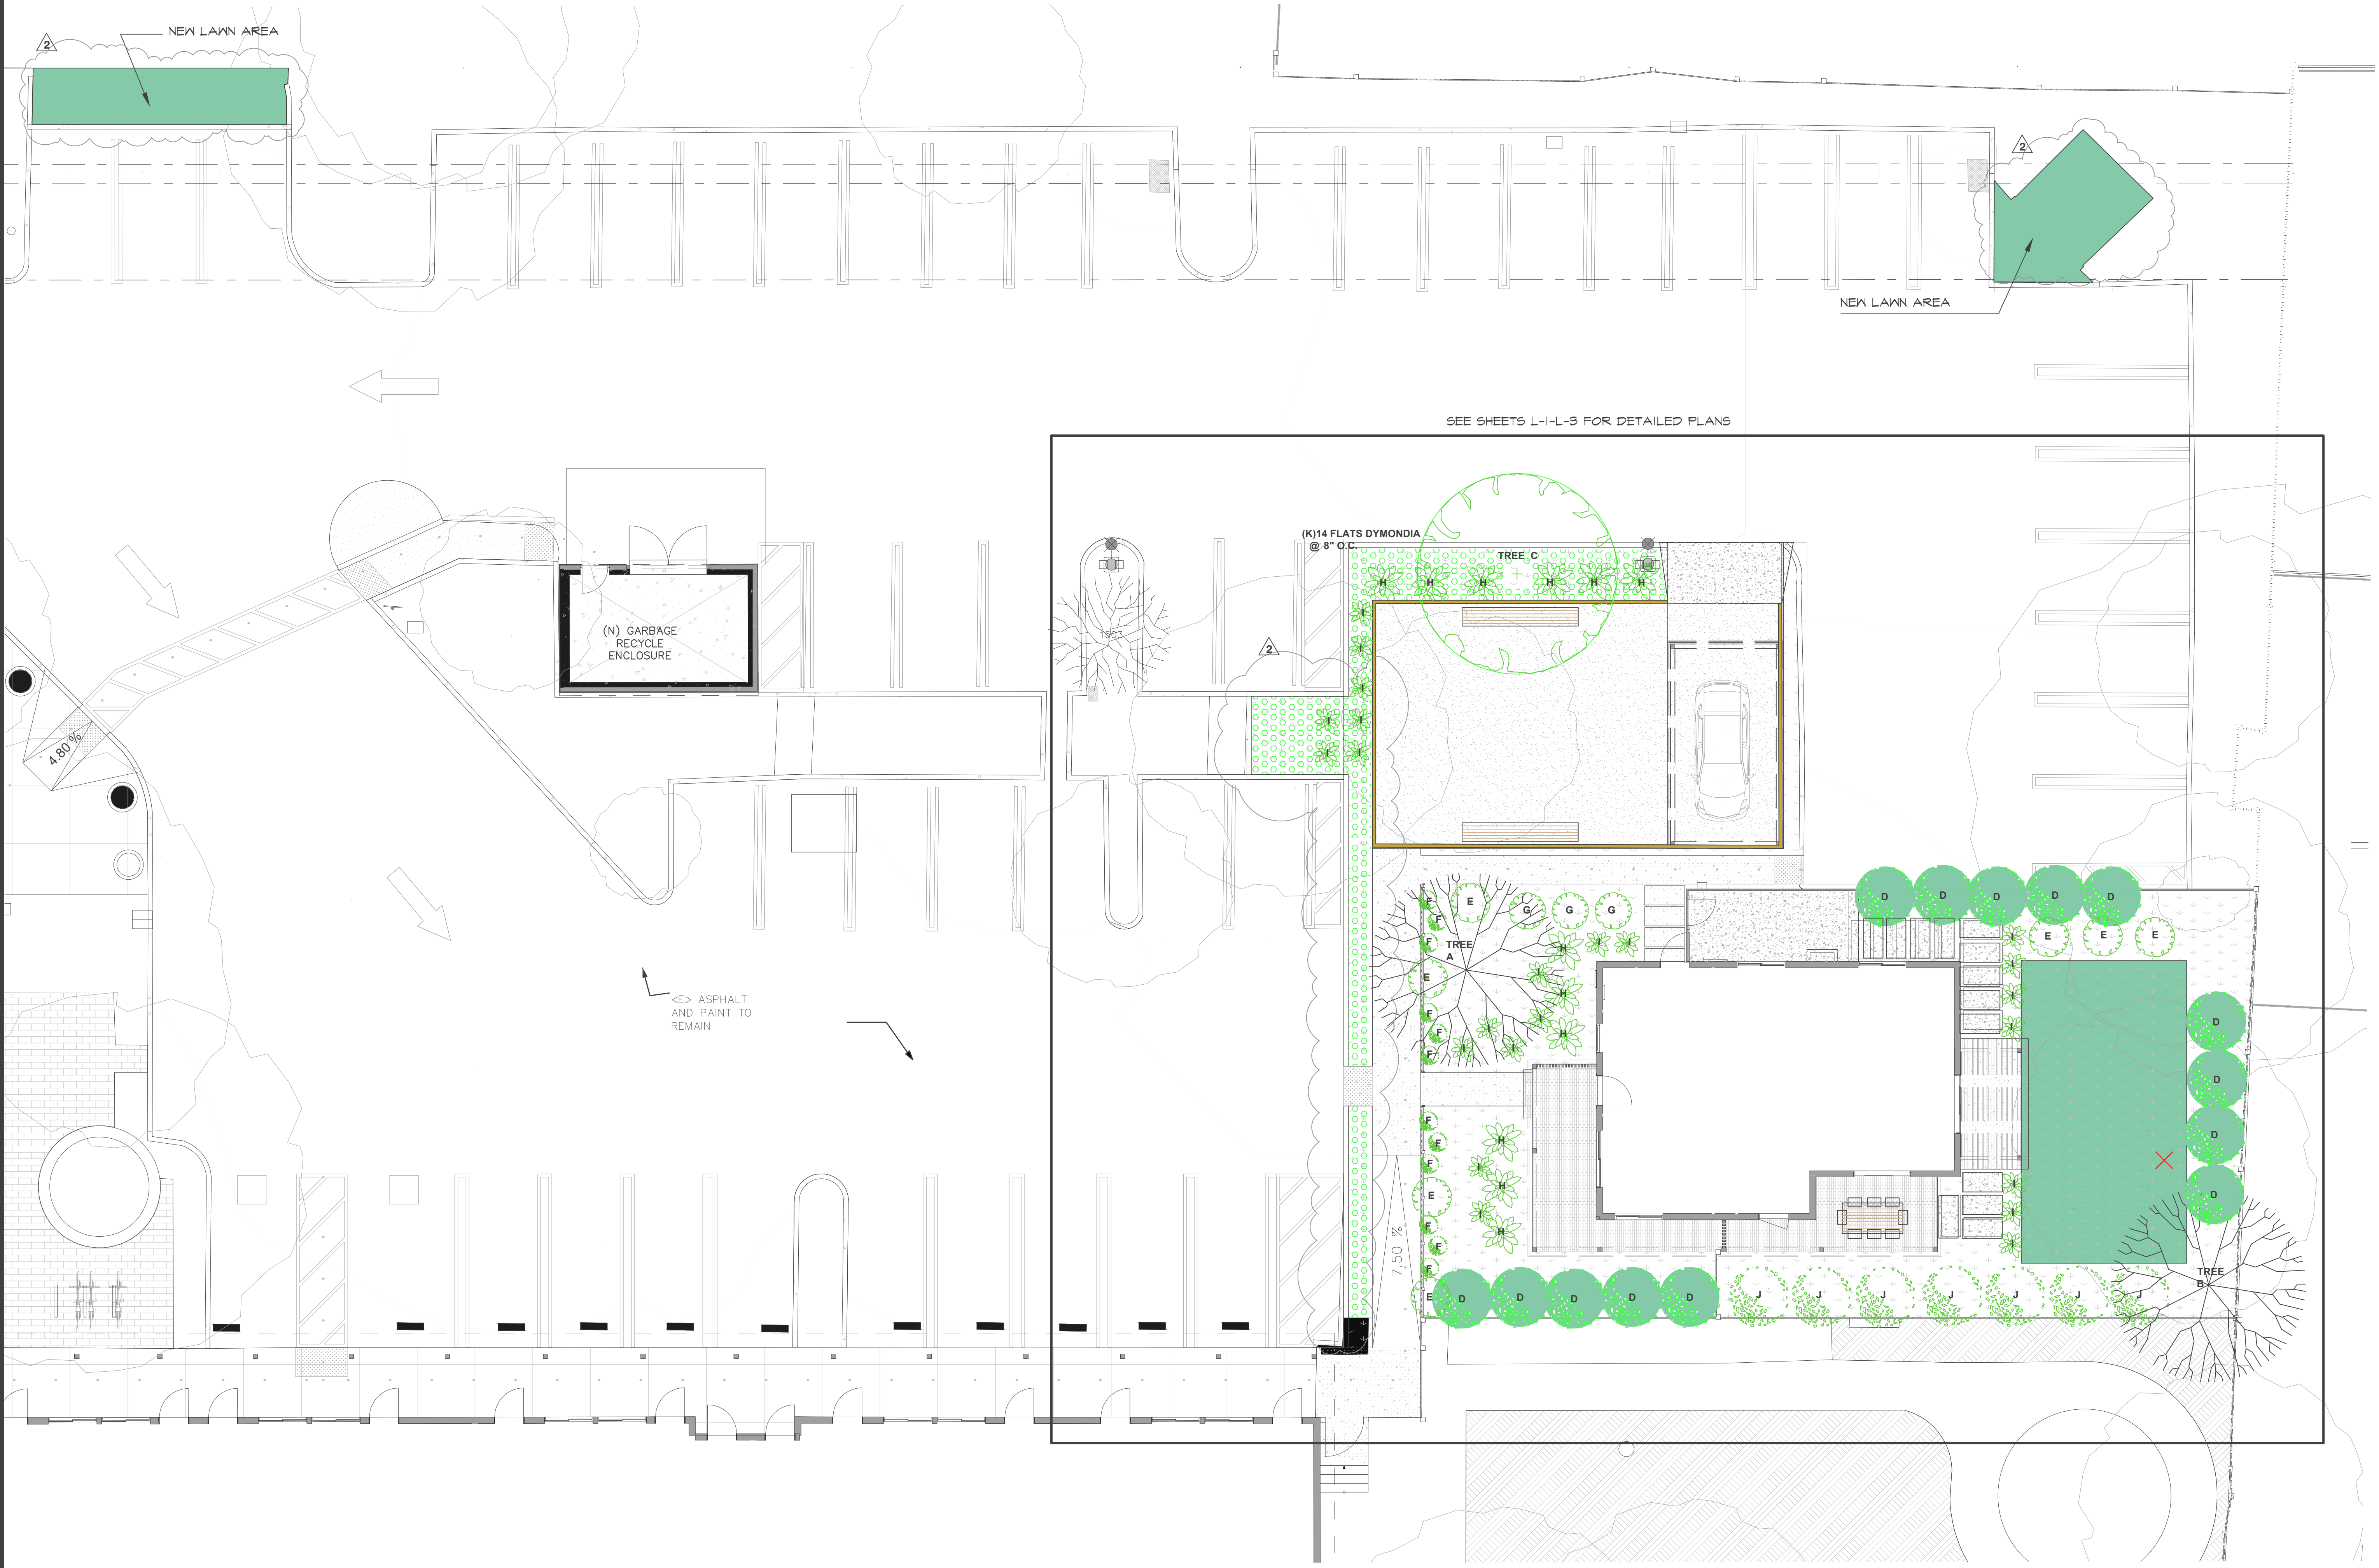 NEW LAWN AREA
2
2
NEW LAWN AREA
SEE SHEETS L-1-L-3 FOR DETAILED PLANS
(K)14 FLATS DYMONDIA
@ 8" O.C.
TREE C
H H H H H H
I
(N) GARBAGE
RECYCLE
ENCLOSURE
1503
2
I
I
I I
I I
4.80 %
D D D D D
F E G G G
F
F TREE
A
H I I
I E E E
I
E I
H
F I
F I H I
I I
F
D
D
D
D
<E> ASPHALT
AND PAINT TO
REMAIN
F
F H
F I
E H
I
F
F H
F
I
I
I
7.50 %
E D D D D D J J J J J J J
TREE
B